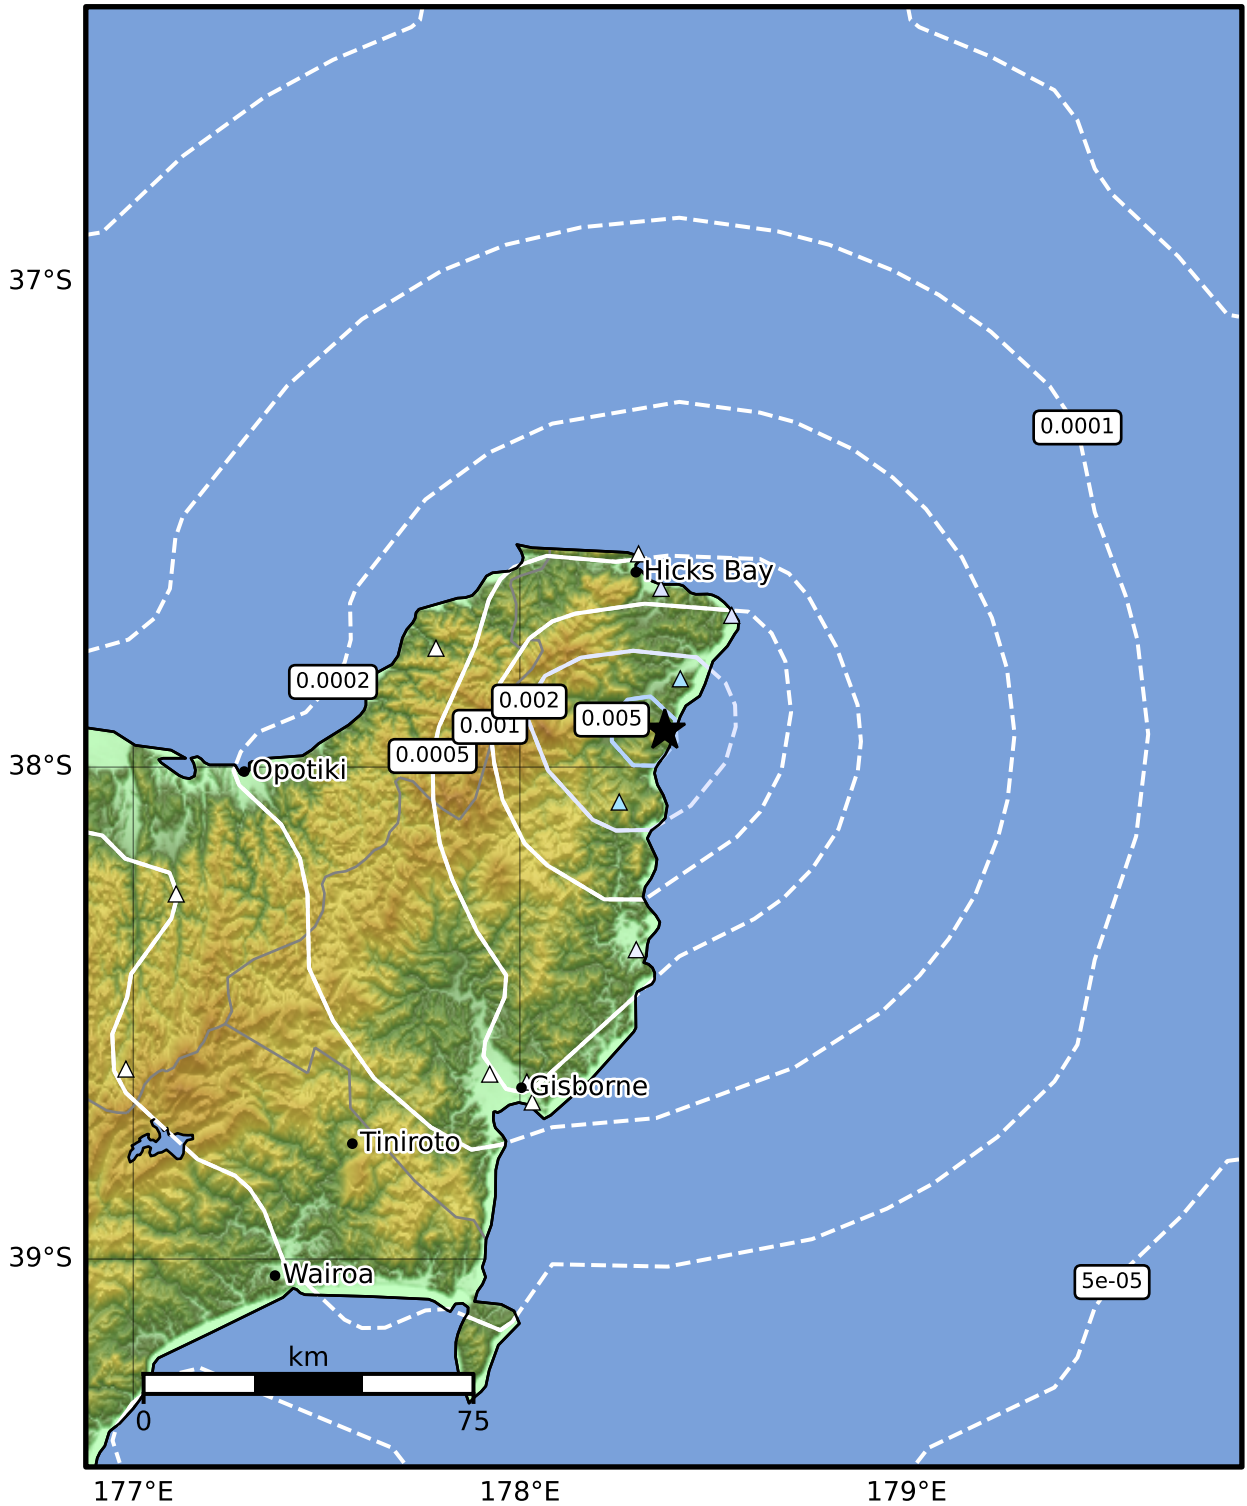 37°S
0.0001
Hicks Bay
0.0002
0.002
0.005
0.001
0.0005
38°S
Opotiki
Gisborne
Tiniroto
39°S
Wairoa
5e-05
km
0
75
177°E
178°E
179°E